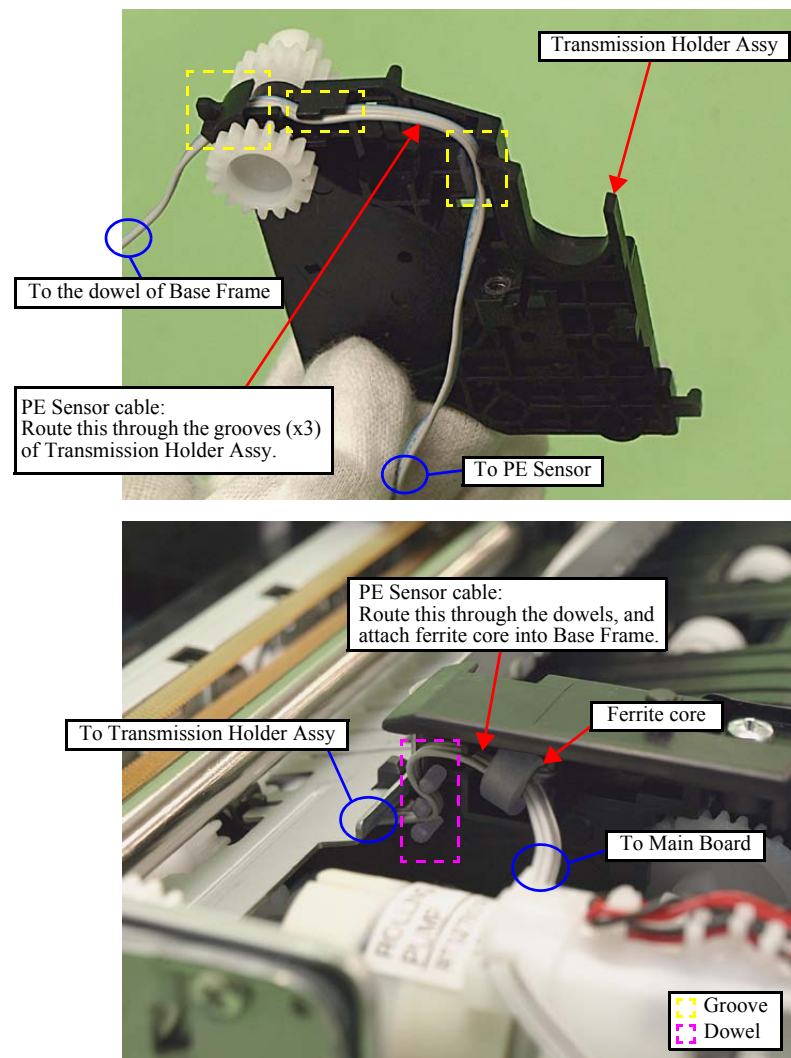 Transmission Holder Assy
To the dowel of Base Frame
PE Sensor cable:
Route this through the grooves (x3)
of Transmission Holder Assy.
To PE Sensor
PE Sensor cable:
Route this through the dowels, and
attach ferrite core into Base Frame.
Ferrite core
To Transmission Holder Assy
To Main Board
PUMP
Groove
Dowel